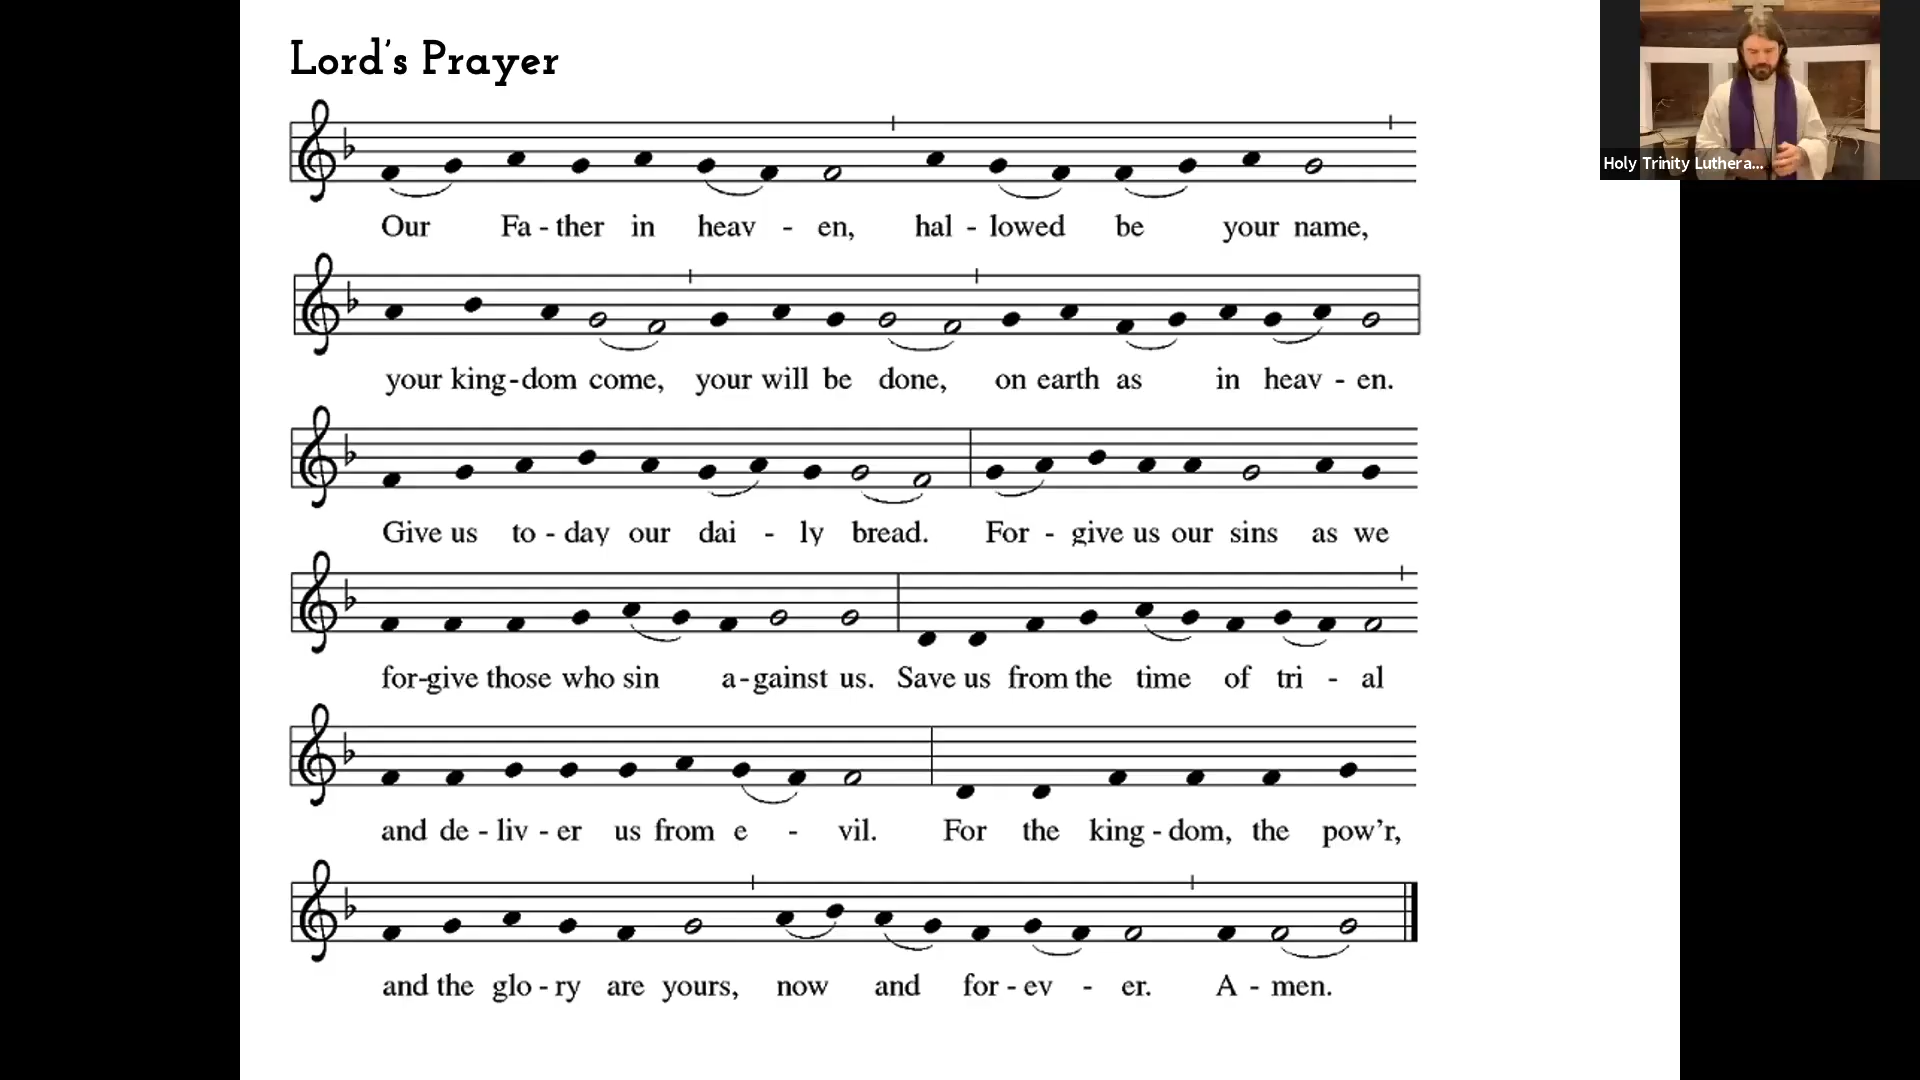 Lord's Prayer
Holy Trinity Luthera...
Our Fa - ther in heav - en, hal - lowed be your name,
your king - dom come, your will be done, on earth as in heav - en.
Give us to - day our dai - ly bread. For - give us our sins as we
for - give those who sin a - gainst us. Save us from the time of tri - al
and de - liv - er us from e - vil. For the king - dom, the pow'r,
and the glo - ry are yours, now and for - ev - er. A - men.